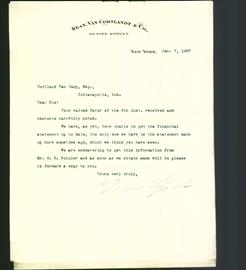 KEAN, VAN CORTLANDT & CO.,
30 PINE STREET.
NEW YORK, Jan. 7, 1907
Cortland Van Camp, Esq.,
Indianapolis, Ind.
Dear Sir:
Your valued favor of the 5th inst. received and
contents carefully noted.
We have, as yet, been unable to get the financial
statement up to date, the only one we have is the statement made
up some sometime ago, which we think you have seen.
We are endeavoring to get this information from
Mr. G. F. and as soon as we obtain same will be please
to forward a copy to you.
Yours very truly,